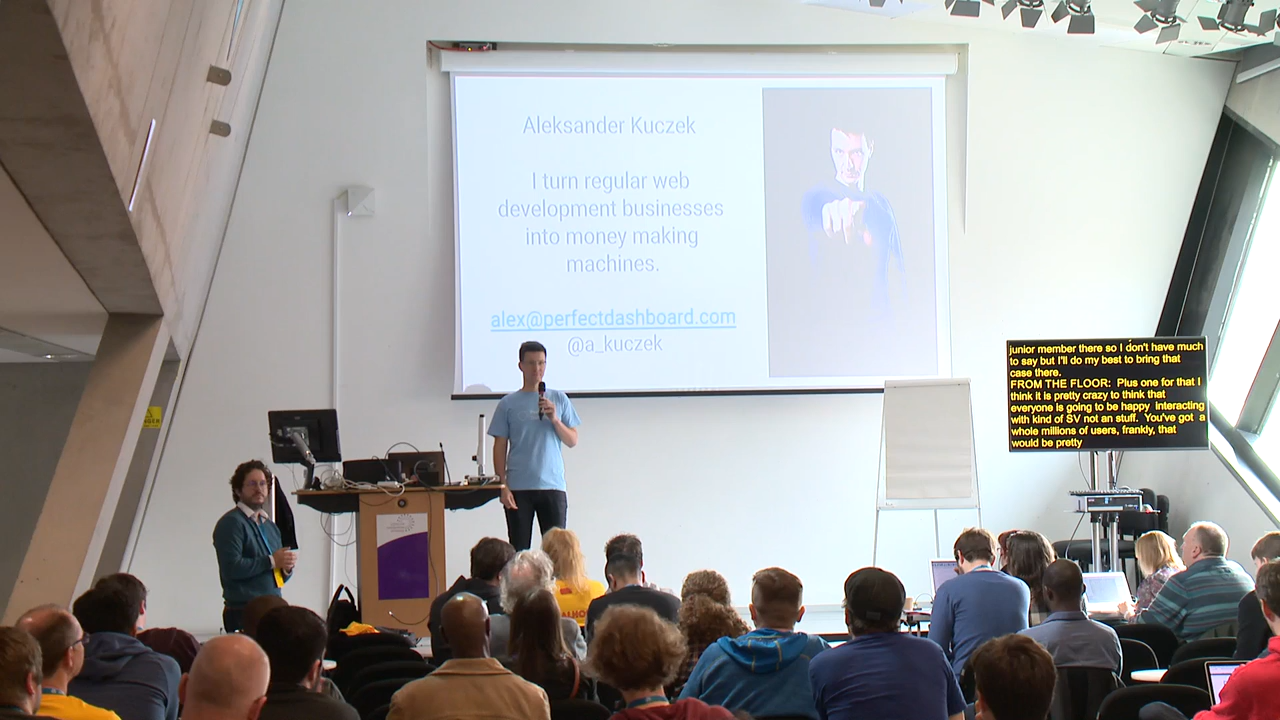 Aleksander Kuczek
I turn regular web
development businesses
into money making
machines.
alex@perfectdashboard.com
@a_kuczek
junior member there so I don't have much
to say but I'll do my best to bring that
case there.
FROM THE FLOOR: Plus one for that I
think it is pretty crazy to think that
everyone is going to be happy interacting
with kind of SV not an stuff. You've got a
whole millions of users, frankly, that
would be pretty